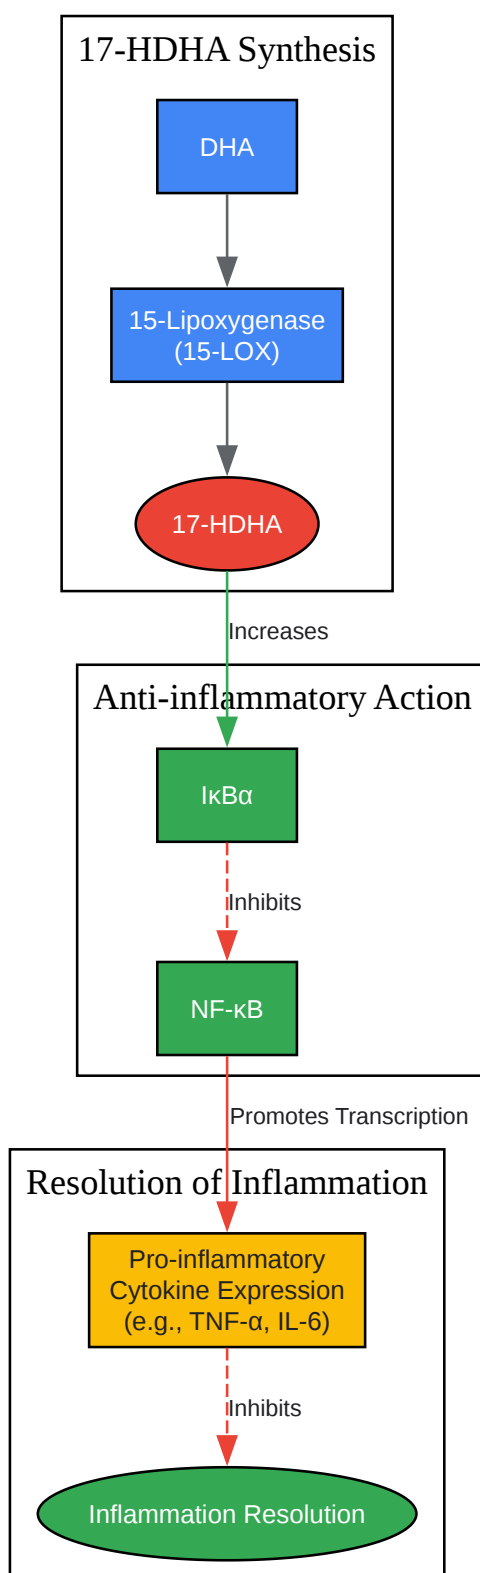 17-HDHA Synthesis
DHA
15-Lipoxygenase
(15-LOX)
17-HDHA
Increases
Anti-inflammatory Action
IκBα
Inhibits
NF-κB
Promotes Transcription
Resolution of Inflammation
Pro-inflammatory
Cytokine Expression
(e.g., TNF-α, IL-6)
Inhibits
Inflammation Resolution